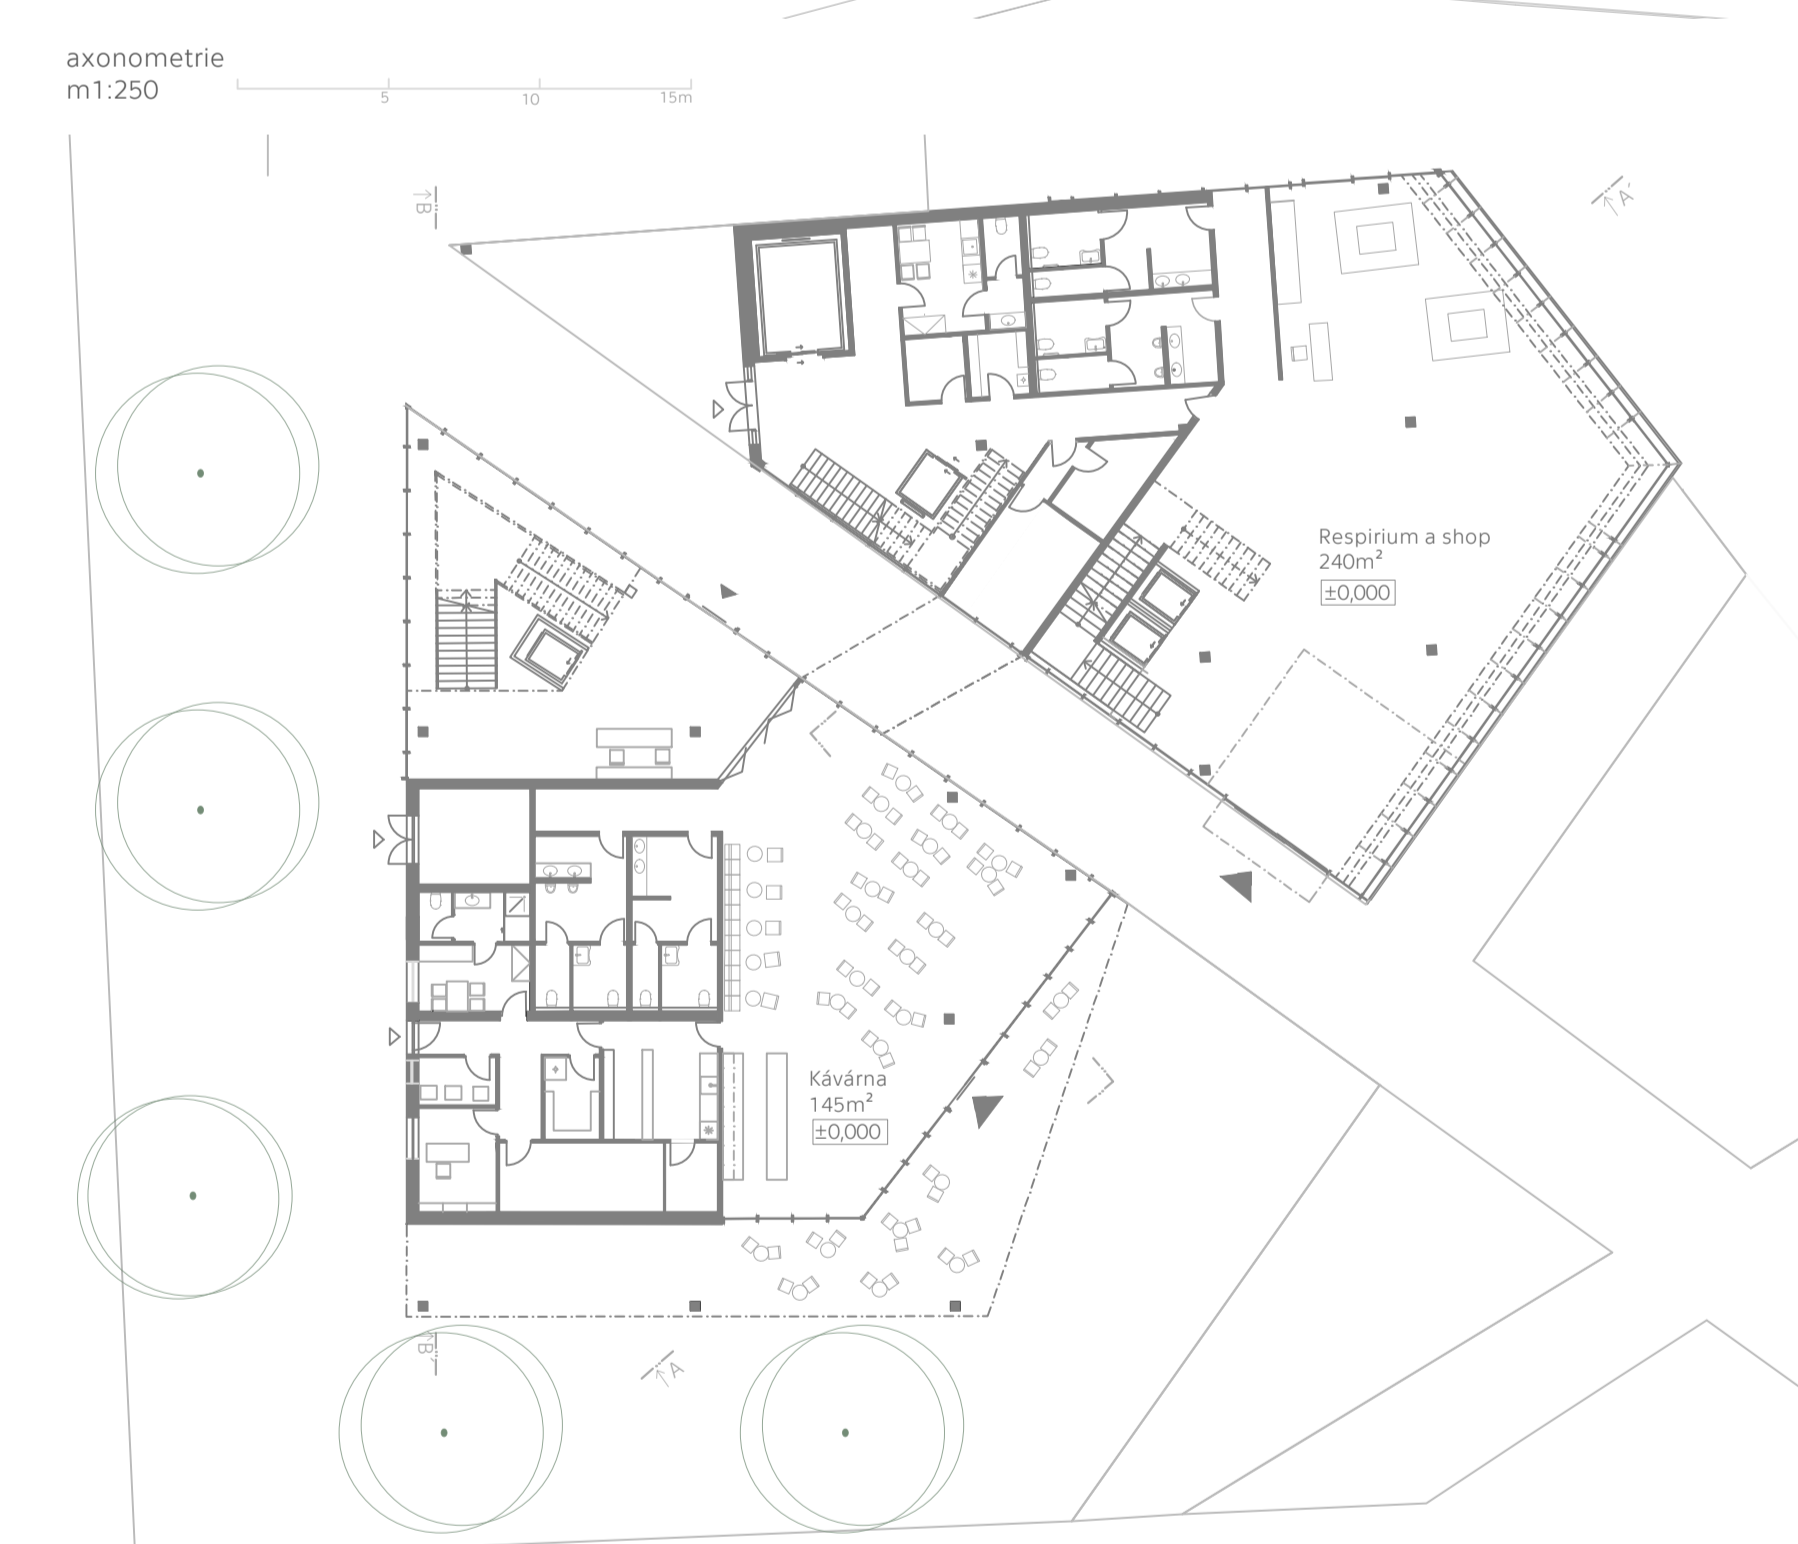 axonometrie
m1:250
5 10 15m
B
A'
Respirium a shop
240m²
±0,000
Kávárna
145m²
±0,000
B'
A